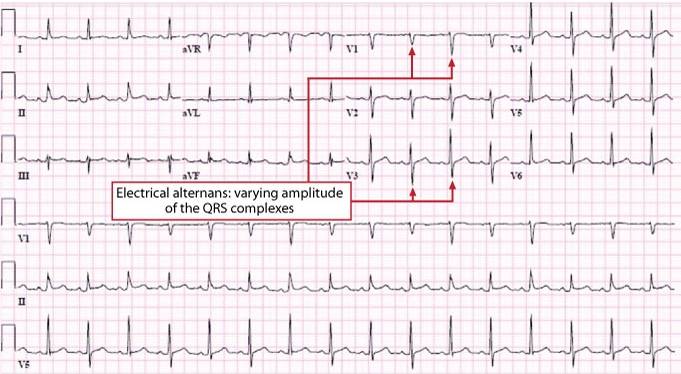 I aVR V1 V4
II aVL V2 V5
III aVF V3 V6
Electrical alternans: varying amplitude
of the QRS complexes
V1
II
V5